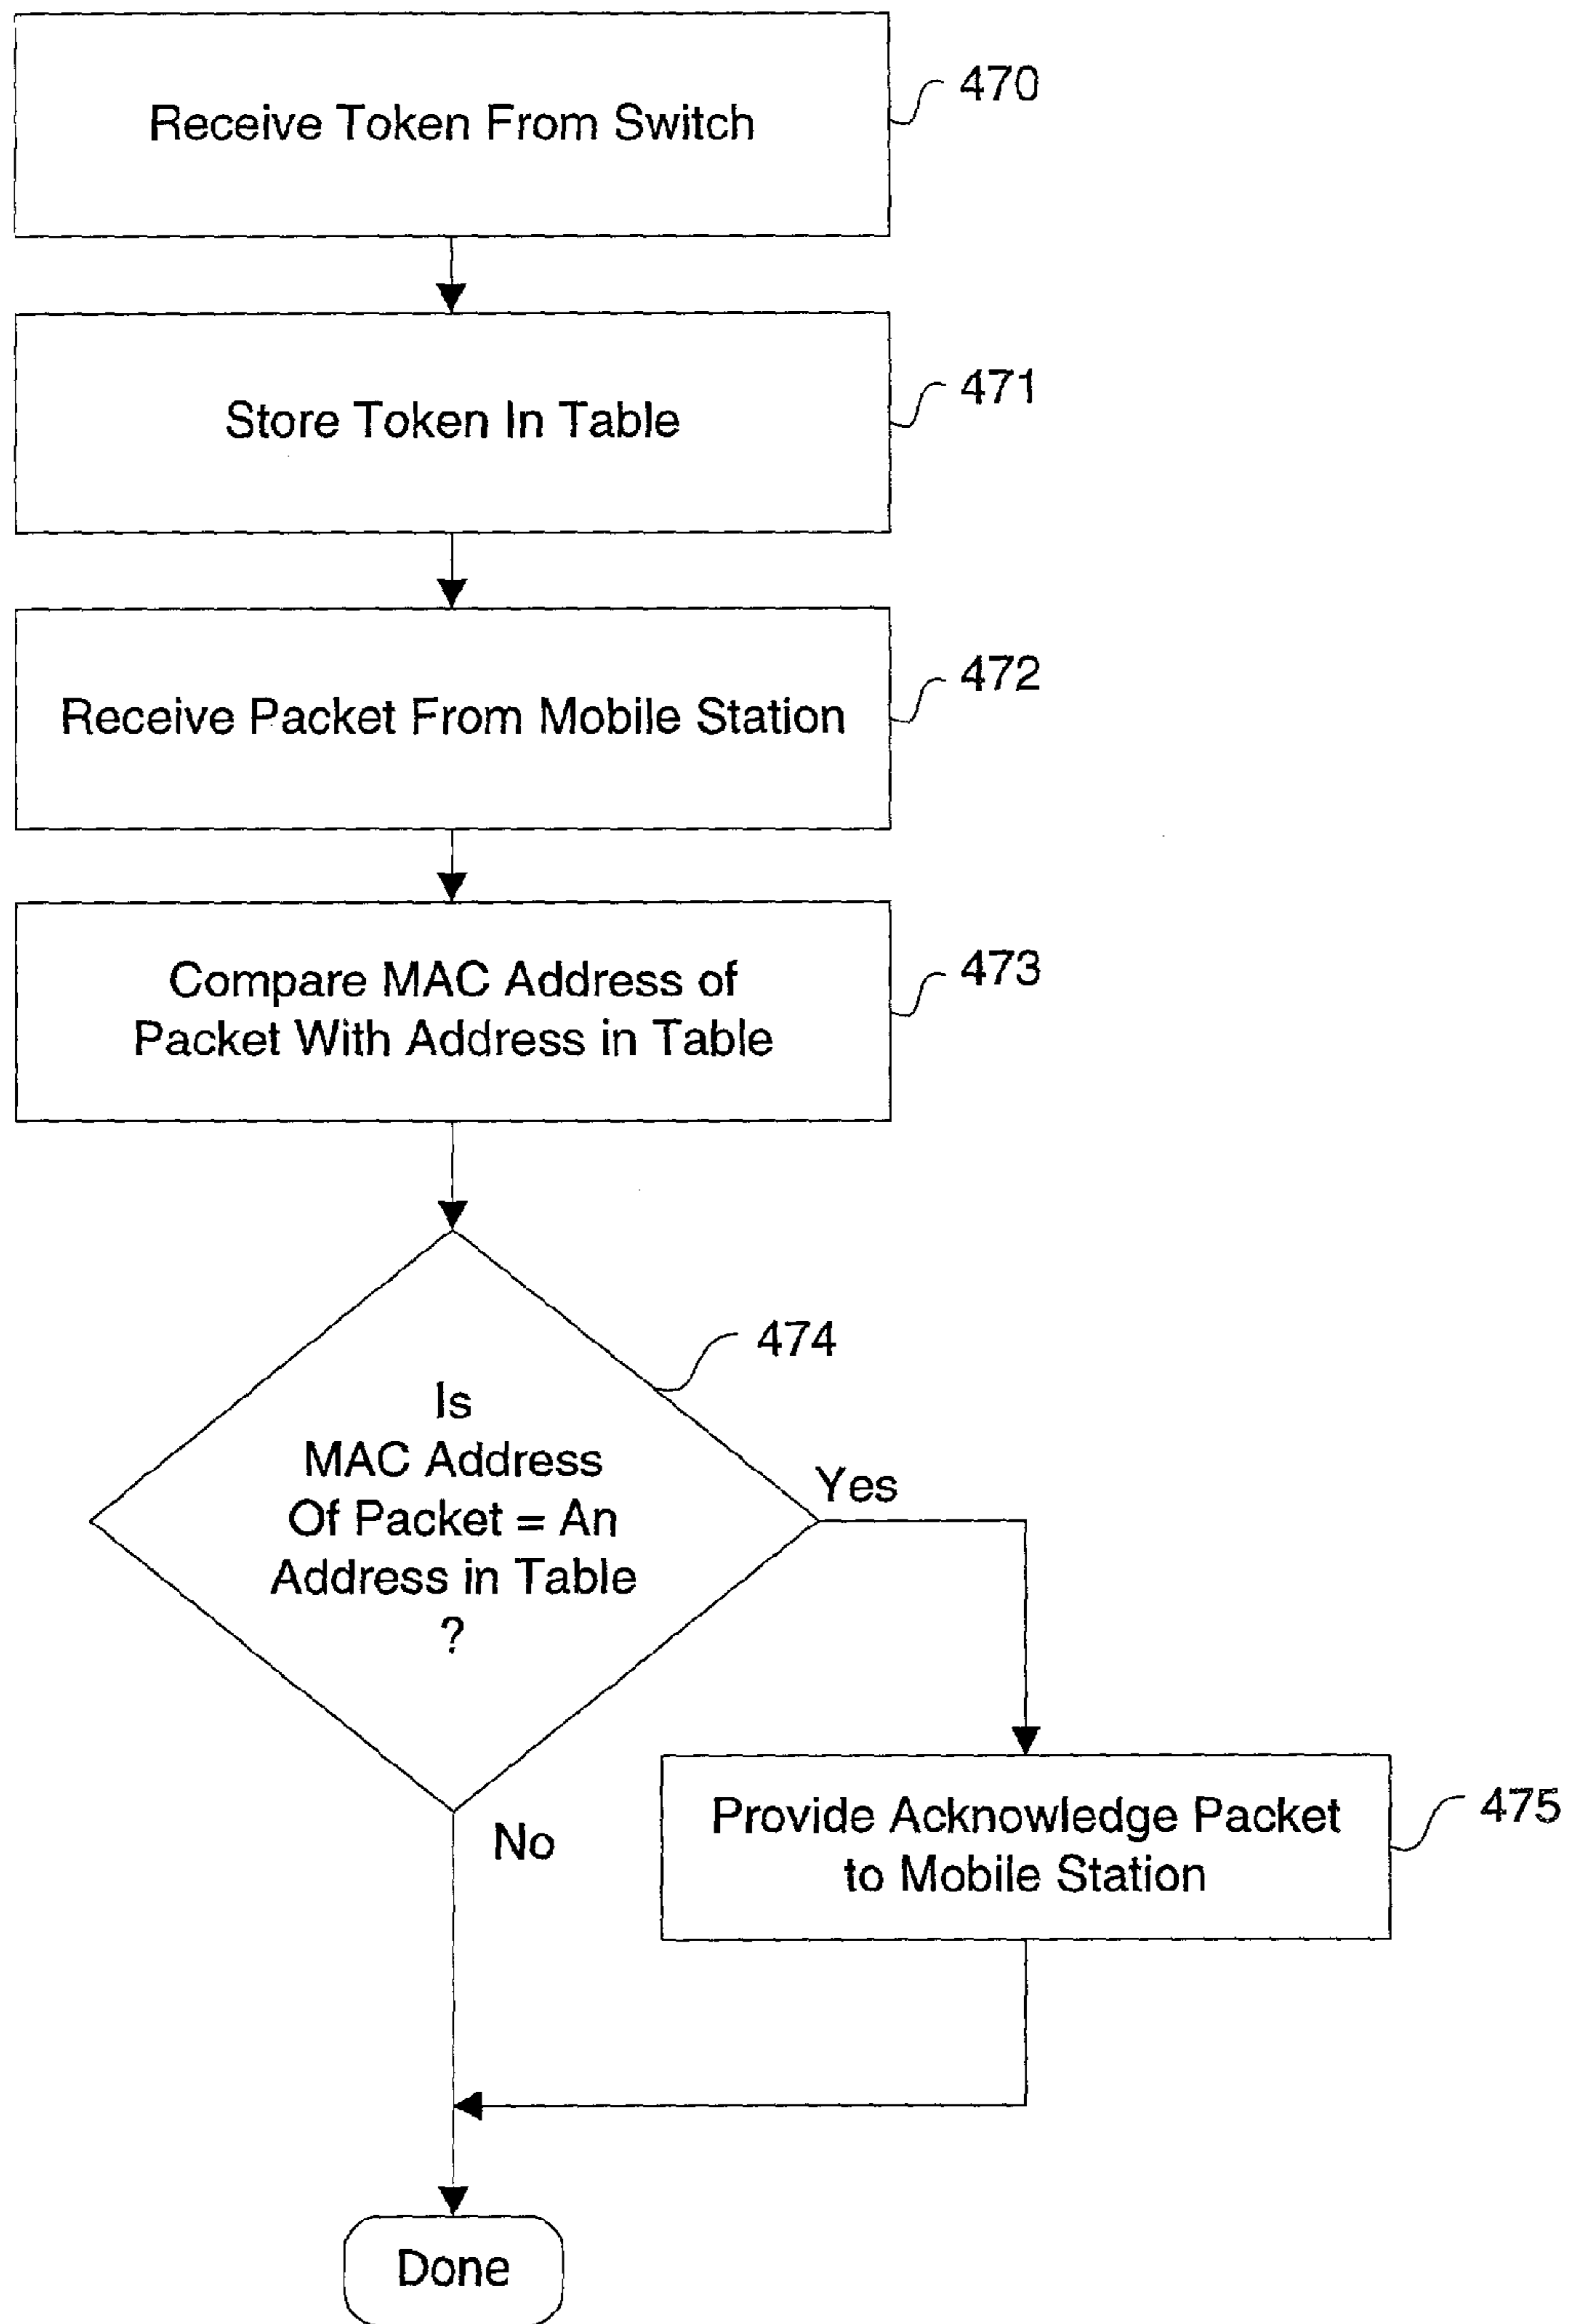 Receive Token From Switch
470
Store Token In Table
471
Receive Packet From Mobile Station
472
Compare MAC Address of
Packet With Address in Table
473
474
Is
MAC Address
Of Packet = An
Address in Table
?
Yes
No
Provide Acknowledge Packet
to Mobile Station
475
Done